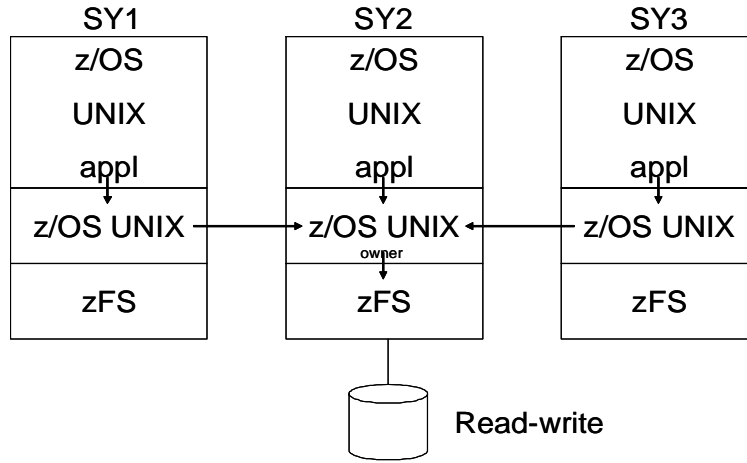 SY1 SY2 SY3
z/OS z/OS z/OS
UNIX UNIX UNIX
appl appl appl
z/OS UNIX z/OS UNIX z/OS UNIX
owner
zFS zFS zFS
Read-write